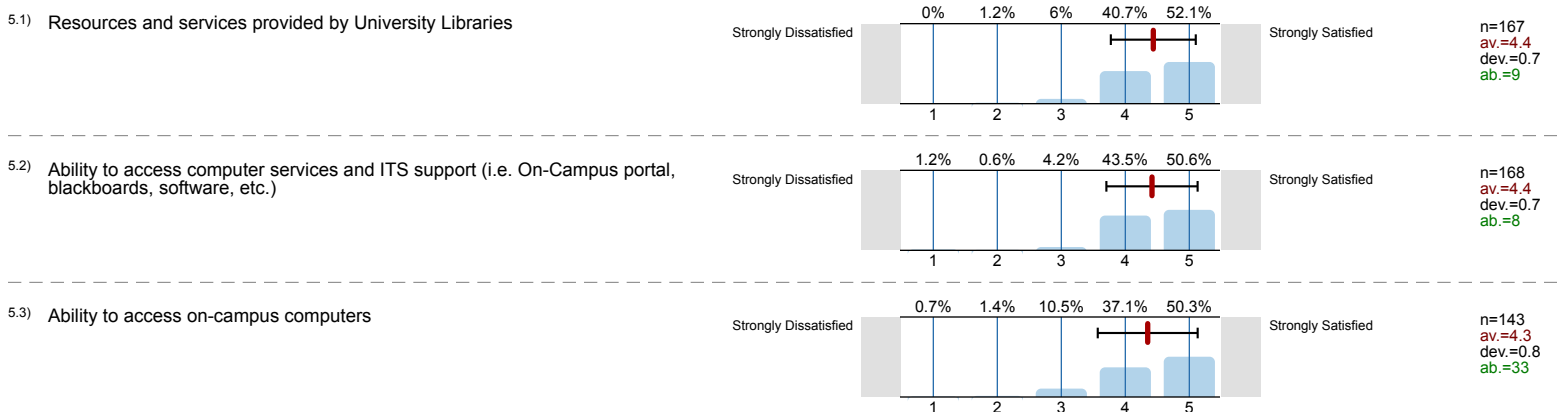 5.1) Resources and services provided by University Libraries
0% 1.2% 6% 40.7% 52.1%
Strongly Dissatisfied
Strongly Satisfied
1 2 3 4 5
n=167
av.=4.4
dev.=0.7
ab.=9
5.2) Ability to access computer services and ITS support (i.e. On-Campus portal,
blackboards, software, etc.)
1.2% 0.6% 4.2% 43.5% 50.6%
Strongly Dissatisfied
Strongly Satisfied
1 2 3 4 5
n=168
av.=4.4
dev.=0.7
ab.=8
5.3) Ability to access on-campus computers
0.7% 1.4% 10.5% 37.1% 50.3%
Strongly Dissatisfied
Strongly Satisfied
1 2 3 4 5
n=143
av.=4.3
dev.=0.8
ab.=33